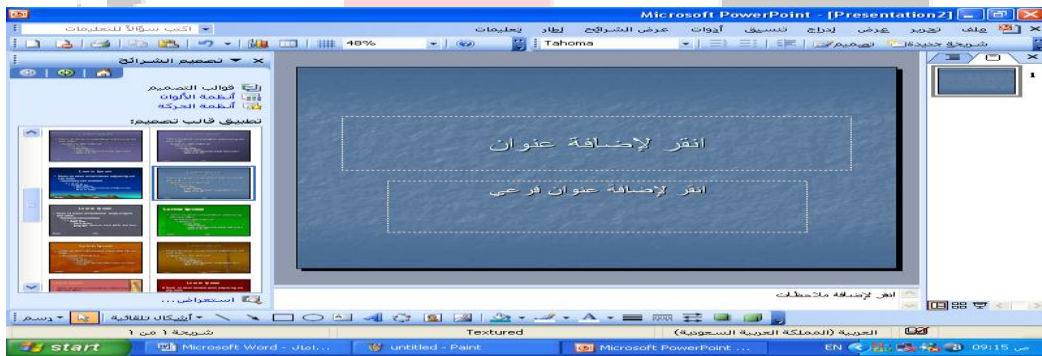 Microsoft PowerPoint - [Presentation2]
ملف تحرير عرض إدراج تنسيق أدوات عرض الشرائح إطار تعليمات
اكتب سؤالاً للتعليمات
شريحة جديدة تصميم
Tahoma
48%
تصميم الشرائح
قوالب التصميم
أنظمة الألوان
أنظمة الحركة
تطبيق قالب تصميم:
استعراض...
1
انقر لإضافة عنوان
انقر لإضافة عنوان فرعي
انقر لإضافة ملاحظات
رسم
أشكال تلقائية
شريحة ١ من ١
Textured
العربية (المملكة العربية السعودية)
start
Microsoft Word -
untitled - Paint
Microsoft PowerPoint ...
EN
09:15 ص